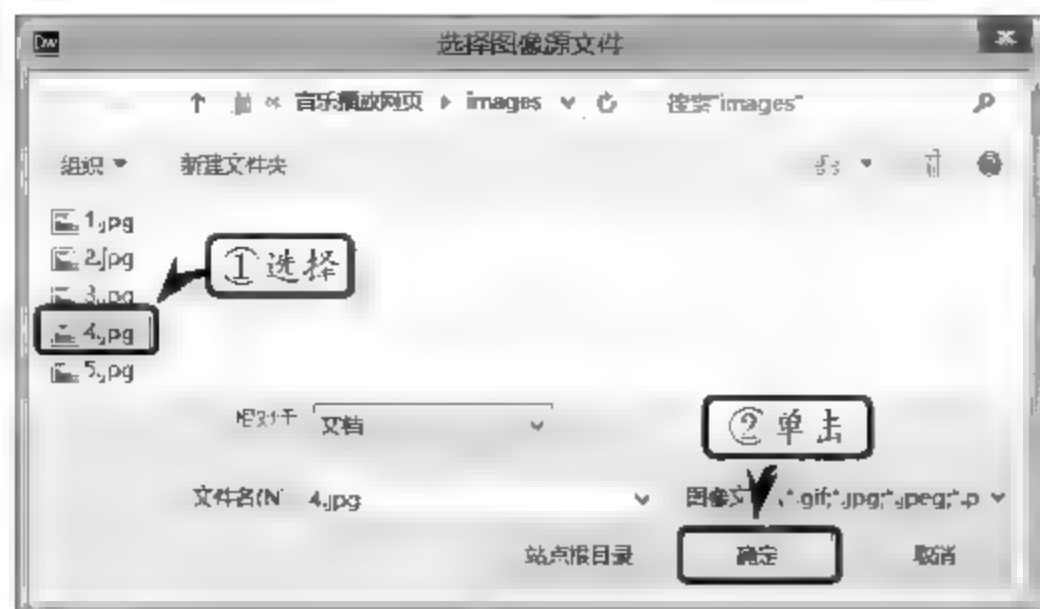 Dw 选择图像源文件
« 音乐播放网页 images 搜索"images"
组织 新建文件夹
1.jpg
2.jpg
①选择
3.jpg
4.jpg
5.jpg
相对于 文档
②单击
文件名(N 4.jpg 图像文 *.gif;*.jpg;*.jpeg;*.p
站点根目录 确定 取消